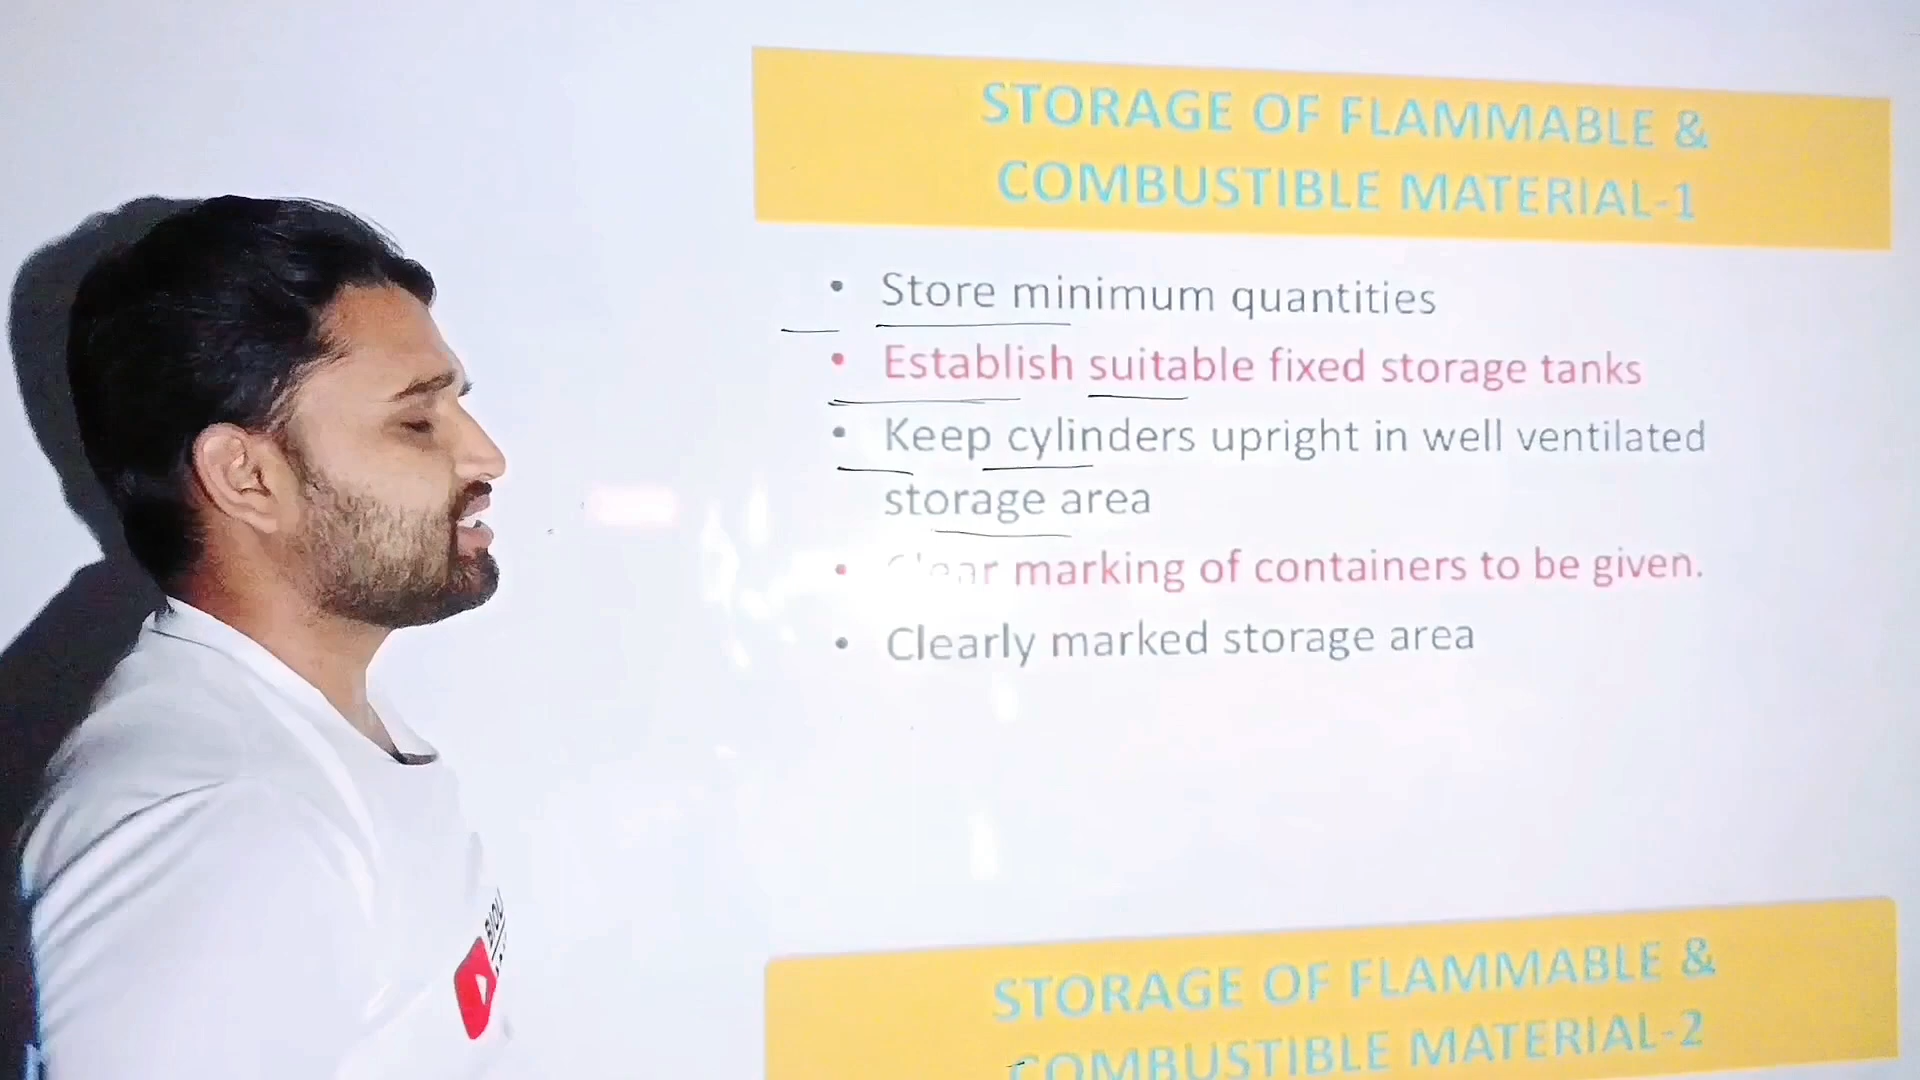 STORAGE OF FLAMMABLE &
COMBUSTIBLE MATERIAL-1
• Store minimum quantities
• Establish suitable fixed storage tanks
• Keep cylinders upright in well ventilated
storage area
• Clear marking of containers to be given.
• Clearly marked storage area
STORAGE OF FLAMMABLE &
COMBUSTIBLE MATERIAL-2